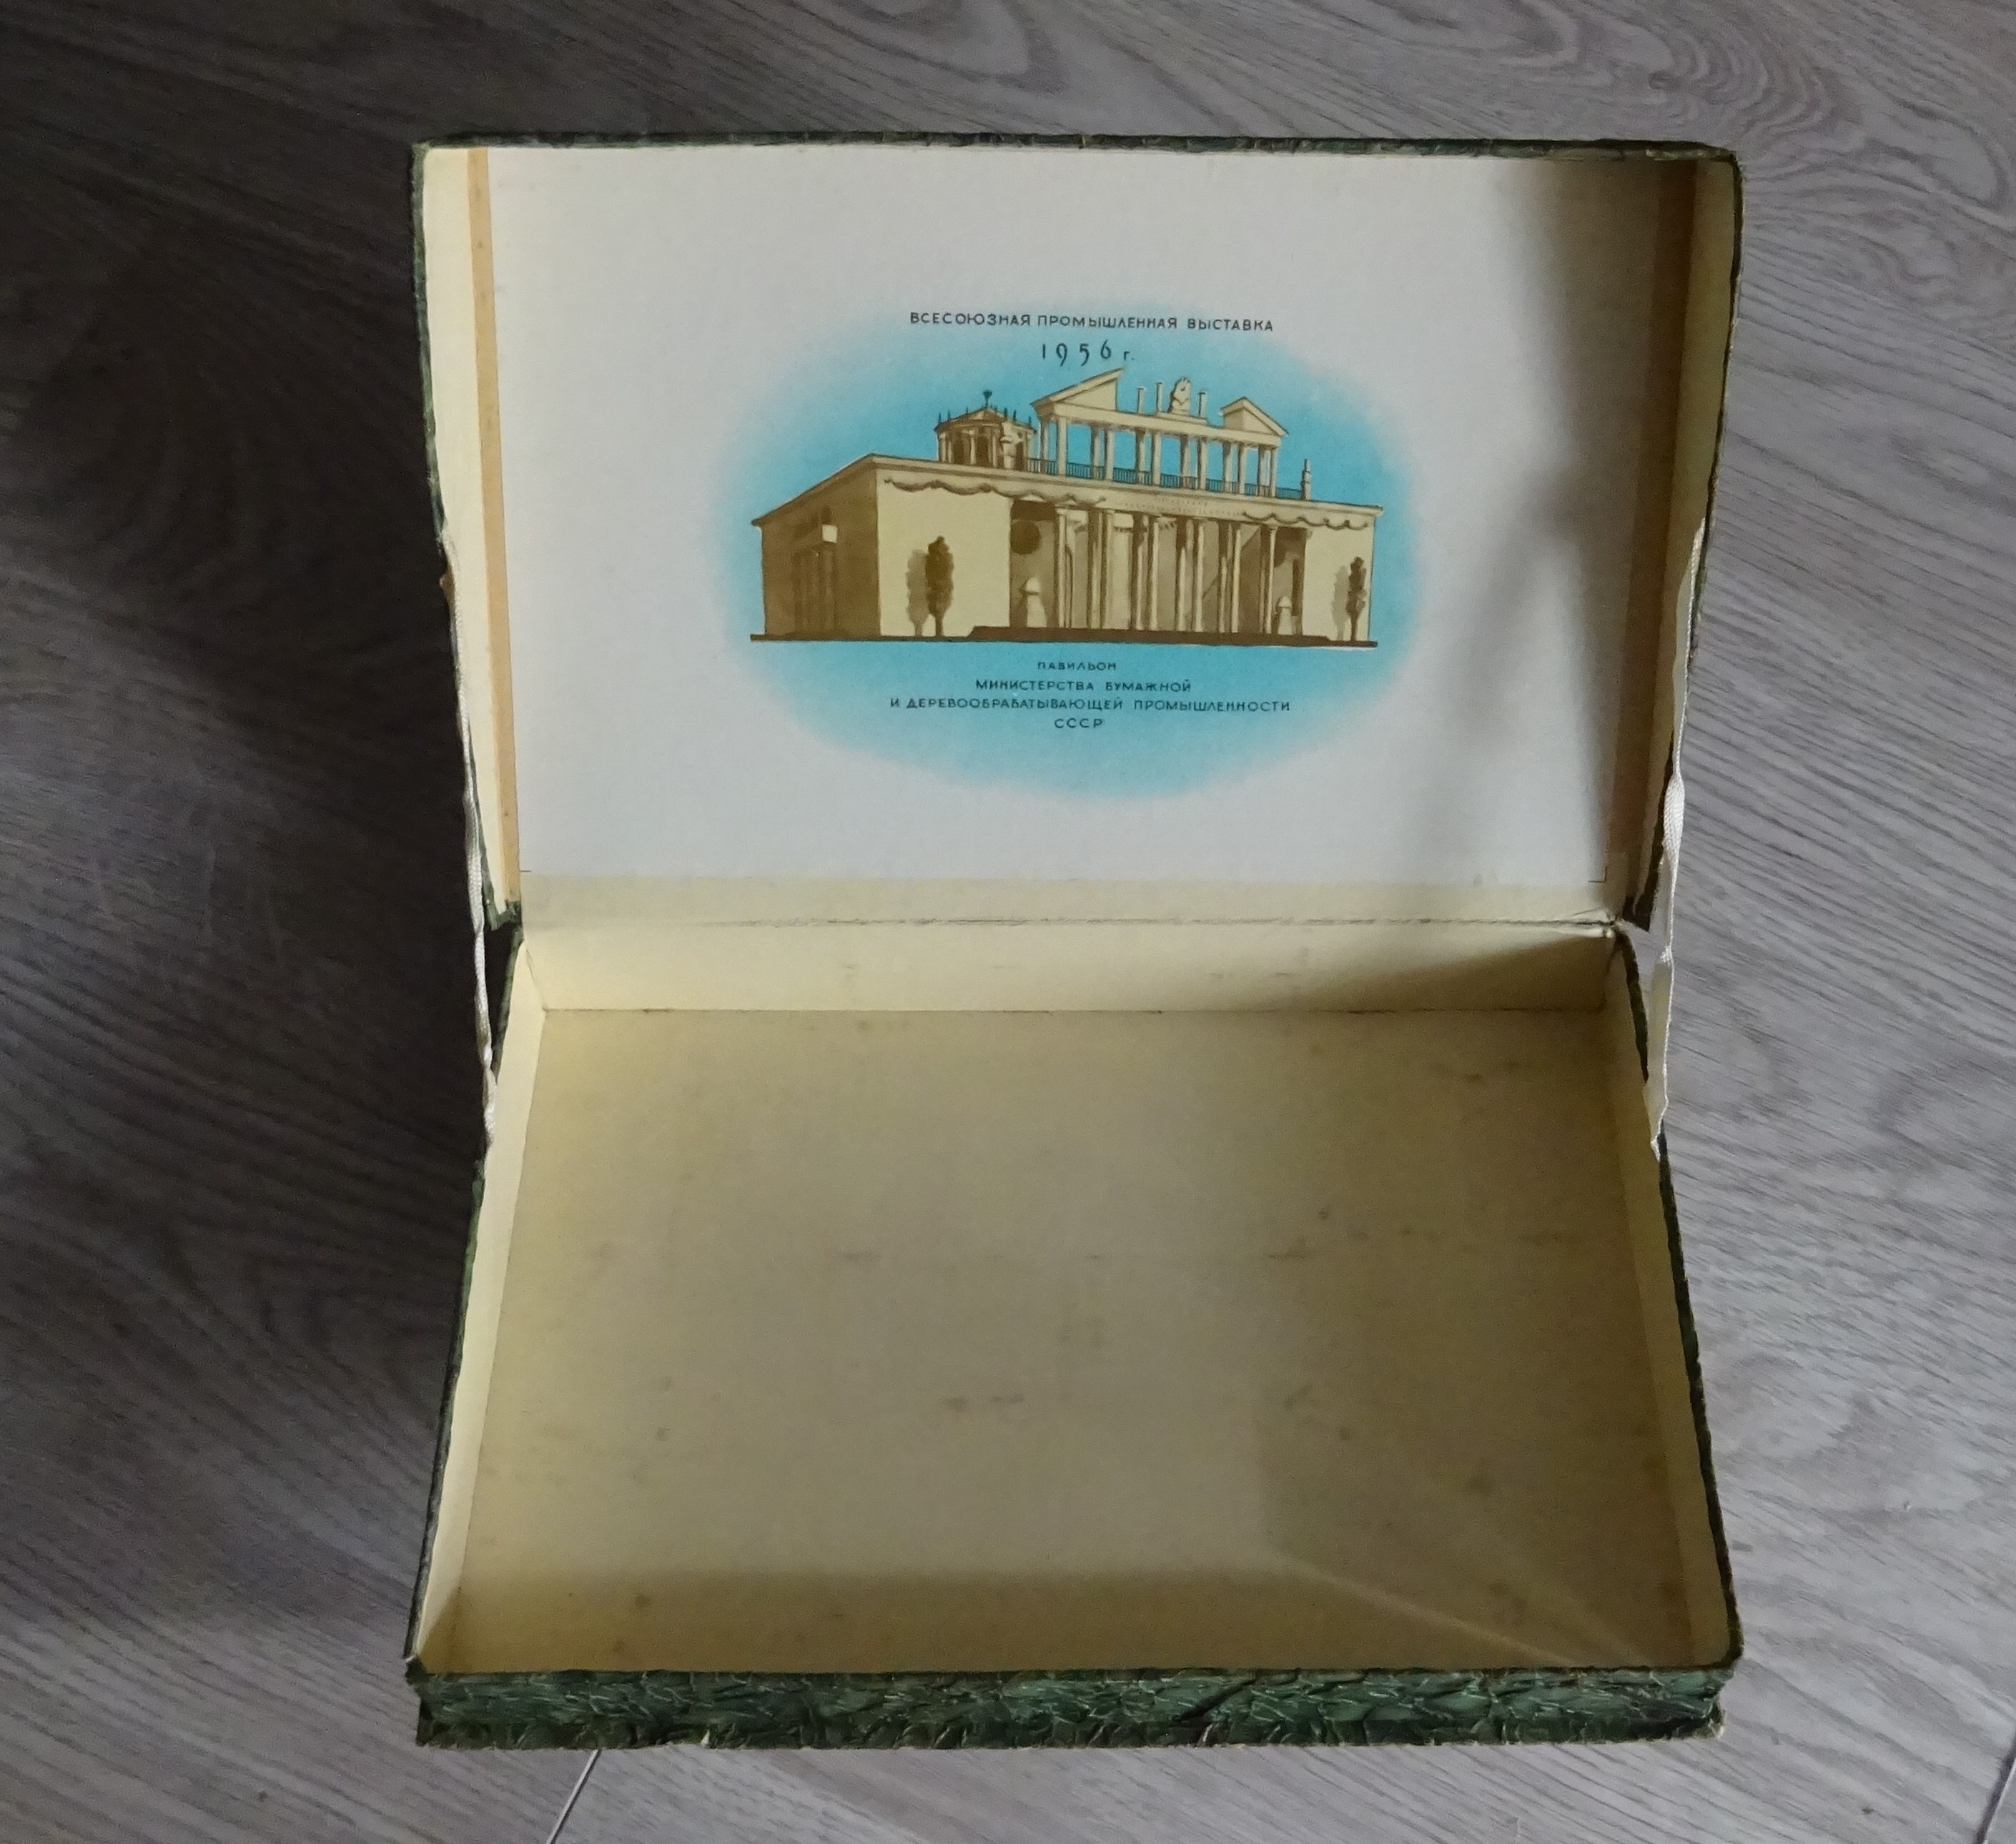 ВСЕСОЮЗНАЯ ПРОМЫШЛЕННАЯ ВЫСТАВКА
1956 г.
ПАВИЛЬОН
МИНИСТЕРСТВА БУМАЖНОЙ
И ДЕРЕВООБРАБАТЫВАЮЩЕЙ ПРОМЫШЛЕННОСТИ
СССР